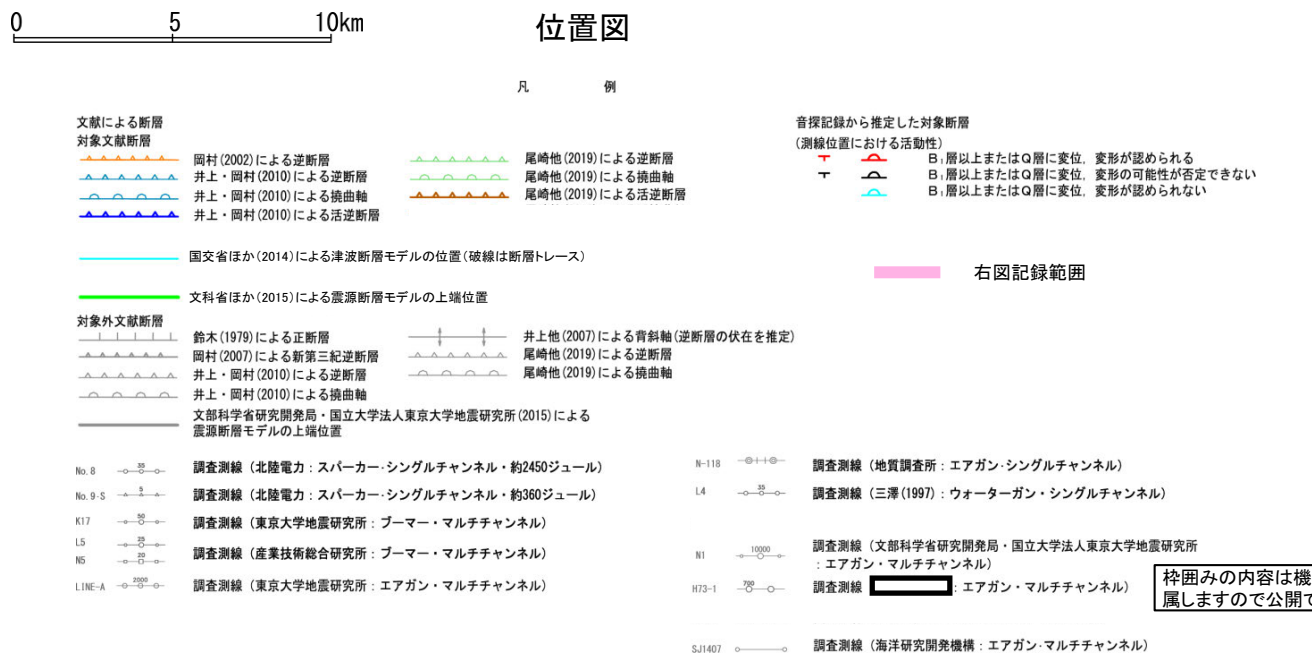 0 5 10km
位置図
凡 例
文献による断層
対象文献断層
岡村(2002)による逆断層
井上・岡村(2010)による逆断層
井上・岡村(2010)による撓曲軸
井上・岡村(2010)による活逆断層
尾崎他(2019)による逆断層
尾崎他(2019)による撓曲軸
尾崎他(2019)による活逆断層
音探記録から推定した対象断層
(測線位置における活動性)
B₁層以上またはQ層に変位，変形が認められる
B₁層以上またはQ層に変位，変形の可能性が否定できない
B₁層以上またはQ層に変位，変形が認められない
国交省ほか(2014)による津波断層モデルの位置(破線は断層トレース)
文科省ほか(2015)による震源断層モデルの上端位置
右図記録範囲
対象外文献断層
鈴木(1979)による正断層
岡村(2007)による新第三紀逆断層
井上・岡村(2010)による逆断層
井上・岡村(2010)による撓曲軸
文部科学省研究開発局・国立大学法人東京大学地震研究所(2015)による
震源断層モデルの上端位置
井上他(2007)による背斜軸(逆断層の伏在を推定)
尾崎他(2019)による逆断層
尾崎他(2019)による撓曲軸
No.8 35 調査測線（北陸電力：スパーカー・シングルチャンネル・約2450ジュール）
No.9-S 5 調査測線（北陸電力：スパーカー・シングルチャンネル・約360ジュール）
K17 50 調査測線（東京大学地震研究所：ブーマー・マルチチャンネル）
L5 25
N5 20 調査測線（産業技術総合研究所：ブーマー・マルチチャンネル）
LINE-A 2000 調査測線（東京大学地震研究所：エアガン・マルチチャンネル）
N-118 調査測線（地質調査所：エアガン・シングルチャンネル）
L4 35 調査測線（三澤(1997)：ウォーターガン・シングルチャンネル）
N1 10000 調査測線（文部科学省研究開発局・国立大学法人東京大学地震研究所
：エアガン・マルチチャンネル）
H73-1 700 調査測線 ：エアガン・マルチチャンネル）
SJ1407 調査測線（海洋研究開発機構：エアガン・マルチチャンネル）
枠囲みの内容は機
属しますので公開で